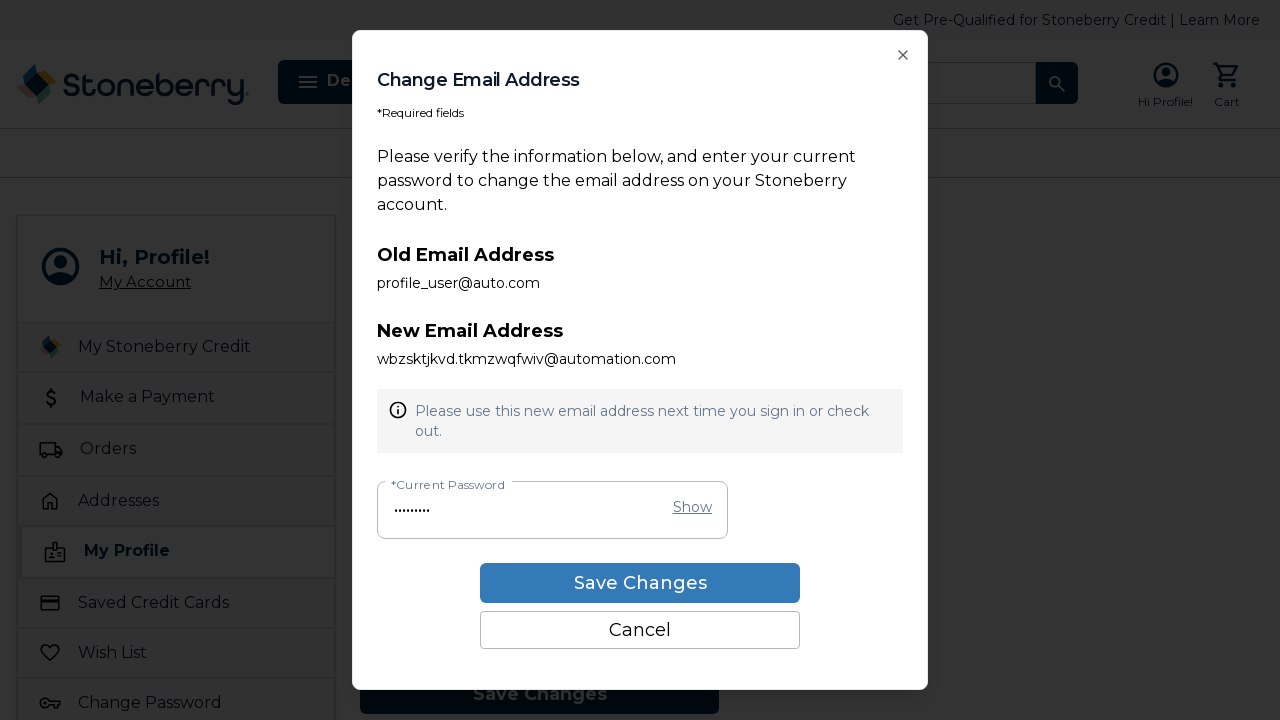 Get Pre-Qualified for Stoneberry Credit | Learn More
Stoneberry
De
Hi Profile!
Cart
Hi, Profile!
My Account
My Stoneberry Credit
Make a Payment
Orders
Addresses
My Profile
Saved Credit Cards
Wish List
Change Password
Change Email Address
*Required fields
Please verify the information below, and enter your current
password to change the email address on your Stoneberry
account.
Old Email Address
profile_user@auto.com
New Email Address
wbzsktjkvd.tkmzwqfwiv@automation.com
Please use this new email address next time you sign in or check
out.
*Current Password
•••••••••
Show
Save Changes
Cancel
Save Changes